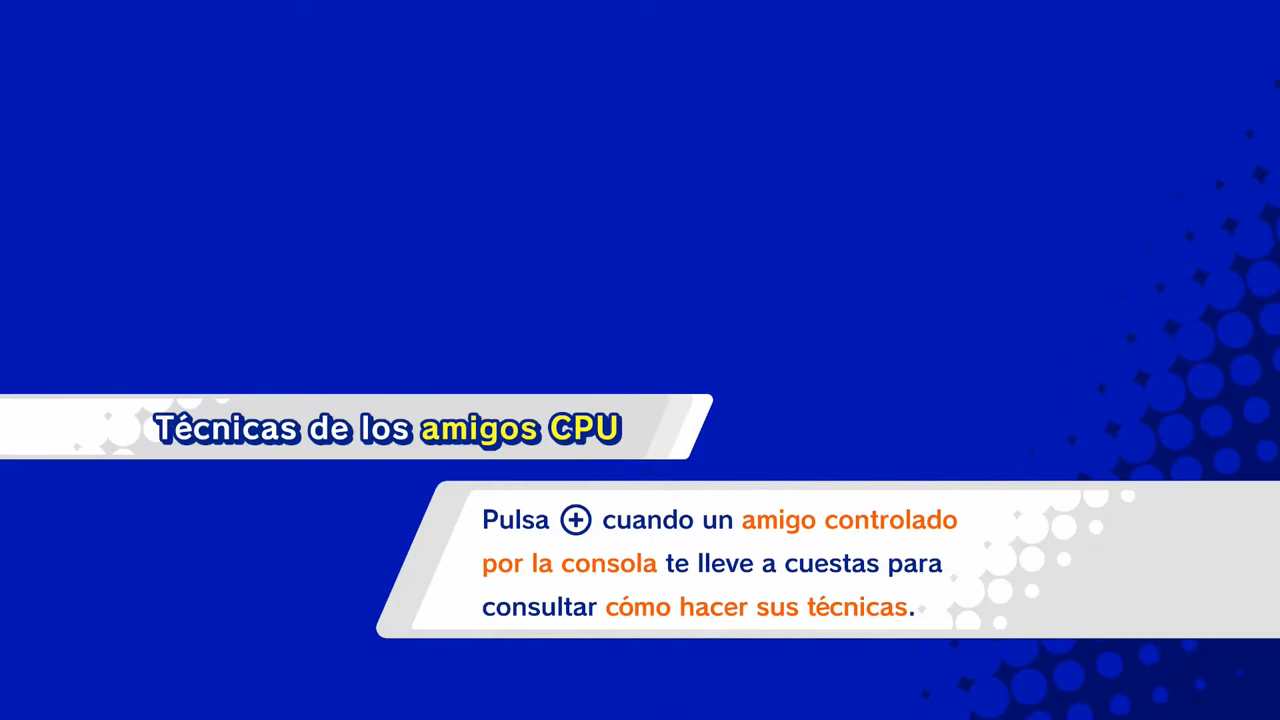 Técnicas de los amigos CPU
Pulsa ⊕ cuando un amigo controlado
por la consola te lleve a cuestas para
consultar cómo hacer sus técnicas.